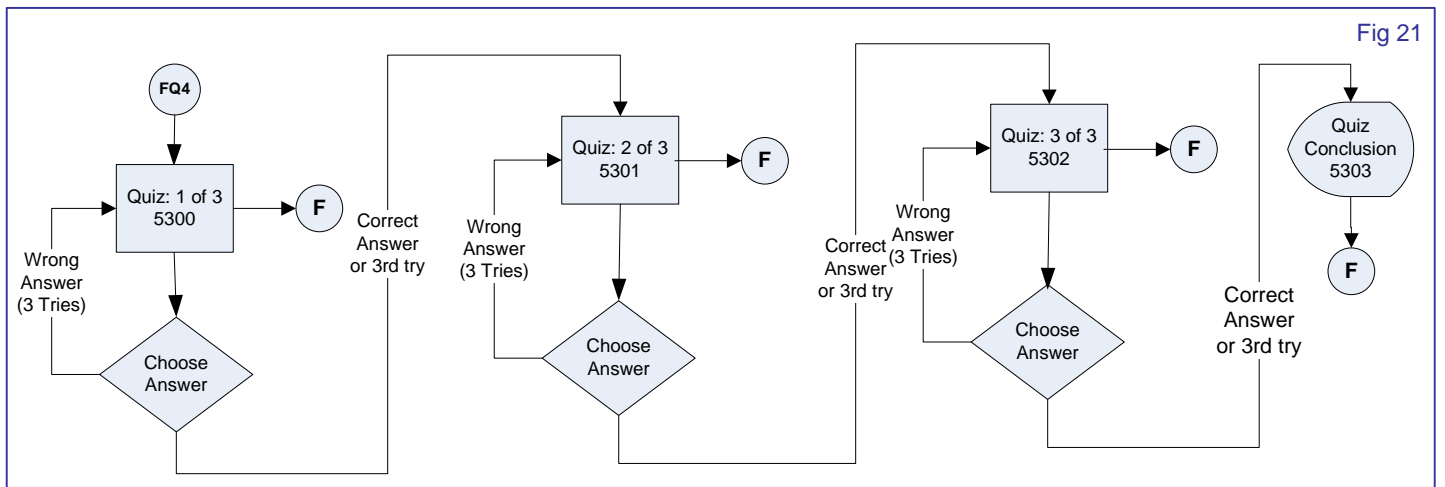 Fig 21
FQ4
Quiz: 1 of 3
5300
F
Wrong
Answer
(3 Tries)
Choose
Answer
Correct
Answer
or 3rd try
Quiz: 2 of 3
5301
F
Wrong
Answer
(3 Tries)
Choose
Answer
Correct
Answer
or 3rd try
Quiz: 3 of 3
5302
F
Wrong
Answer
(3 Tries)
Choose
Answer
Correct
Answer
or 3rd try
Quiz
Conclusion
5303
F